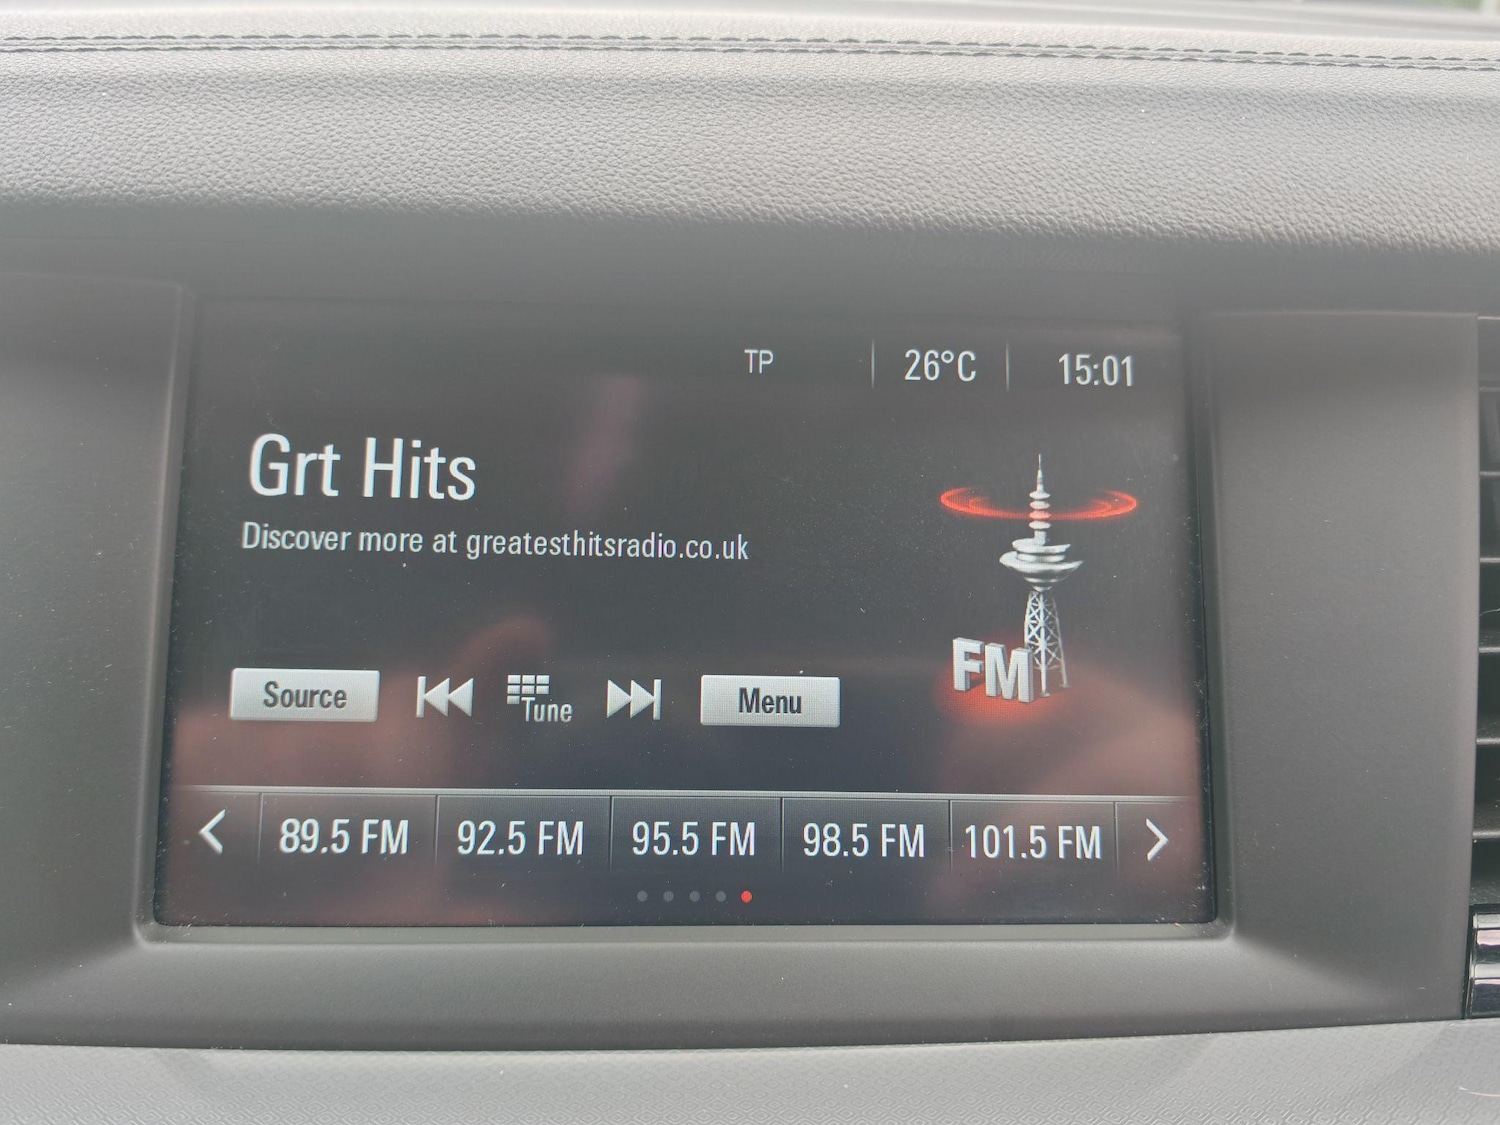 TP 26°C 15:01
Grt Hits
Discover more at greatesthitsradio.co.uk
Source Tune Menu
FM
89.5 FM 92.5 FM 95.5 FM 98.5 FM 101.5 FM